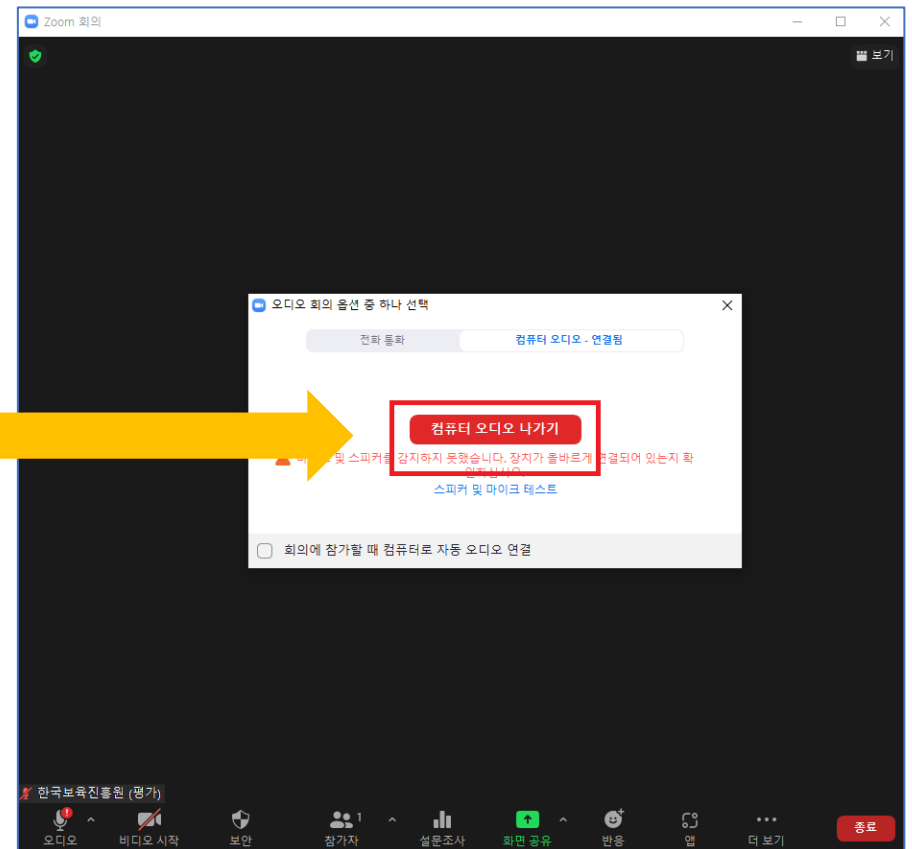 Zoom 회의
보기
오디오 회의 옵션 중 하나 선택
전화 통화
컴퓨터 오디오 - 연결됨
컴퓨터 오디오 나가기
및 스피커를 감지하지 못했습니다. 장치가 올바르게 연결되어 있는지 확
스피커 및 마이크 테스트
회의에 참가할 때 컴퓨터로 자동 오디오 연결
한국보육진흥원 (평가)
오디오
비디오 시작
보안
참가자 1
설문조사
화면 공유
반응
앱
더 보기
종료